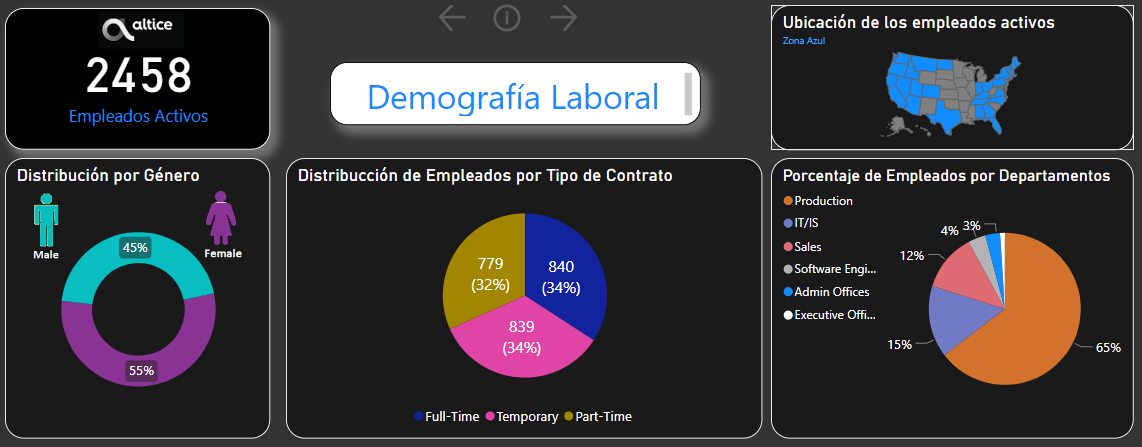 altice
2458
Empleados Activos
Demografía Laboral
Ubicación de los empleados activos
Zona Azul
Distribución por Género
Male
Female
45%
55%
Distribucción de Empleados por Tipo de Contrato
779
(32%)
840
(34%)
839
(34%)
Full-Time Temporary Part-Time
Porcentaje de Empleados por Departamentos
Production
IT/IS
Sales
Software Engi...
Admin Offices
Executive Offi...
3%
4%
12%
15%
65%